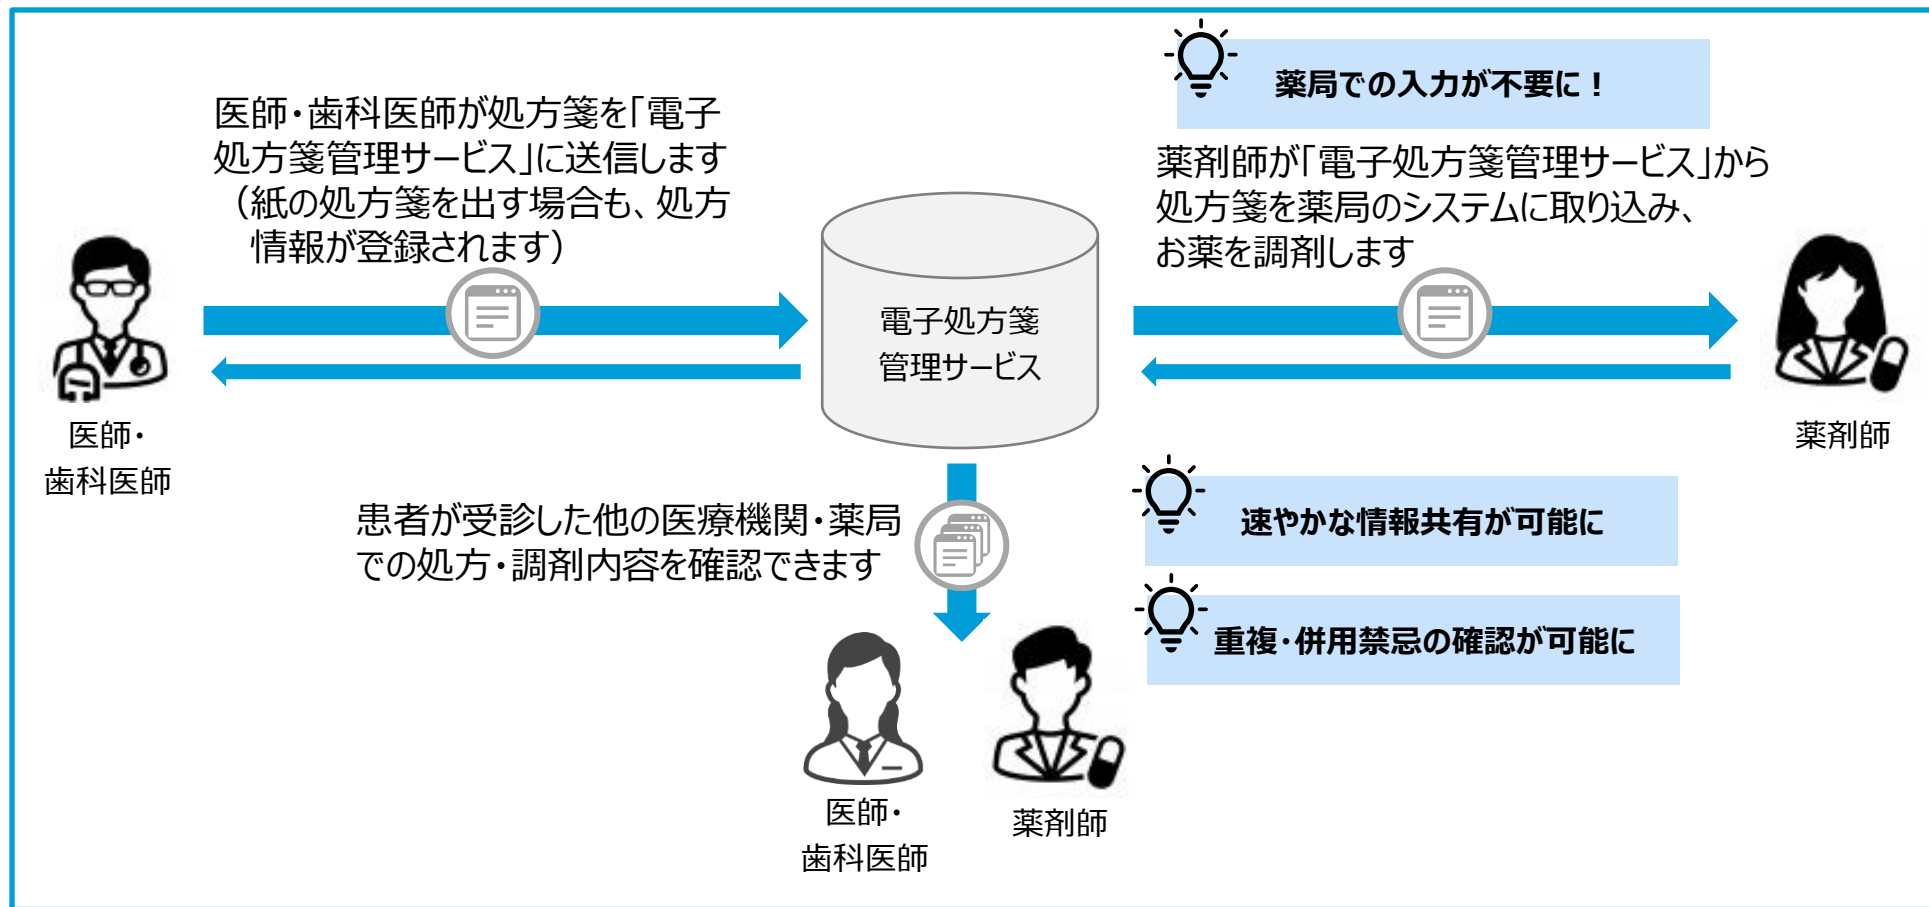 薬局での入力が不要に！
医師・歯科医師が処方箋を｢電子
処方箋管理サービス｣に送信します
（紙の処方箋を出す場合も、処方
情報が登録されます）
薬剤師が｢電子処方箋管理サービス｣から
処方箋を薬局のシステムに取り込み、
お薬を調剤します
電子処方箋
管理サービス
医師・
歯科医師
薬剤師
患者が受診した他の医療機関・薬局
での処方・調剤内容を確認できます
速やかな情報共有が可能に
重複・併用禁忌の確認が可能に
医師・
歯科医師
薬剤師